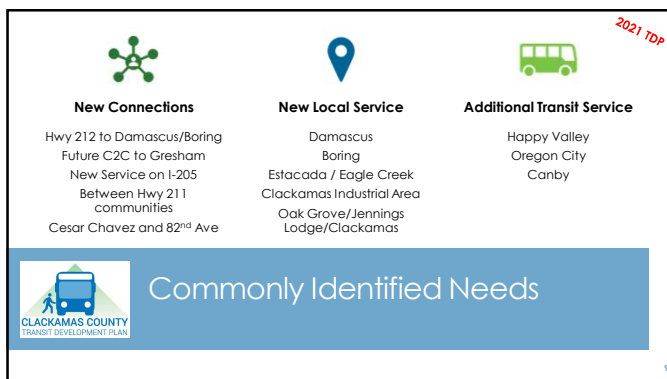 2021 TDP
New Connections
Hwy 212 to Damascus/Boring
Future C2C to Gresham
New Service on I-205
Between Hwy 211
communities
Cesar Chavez and 82nd Ave
New Local Service
Damascus
Boring
Estacada / Eagle Creek
Clackamas Industrial Area
Oak Grove/Jennings
Lodge/Clackamas
Additional Transit Service
Happy Valley
Oregon City
Canby
Commonly Identified Needs
CLACKAMAS COUNTY
TRANSIT DEVELOPMENT PLAN